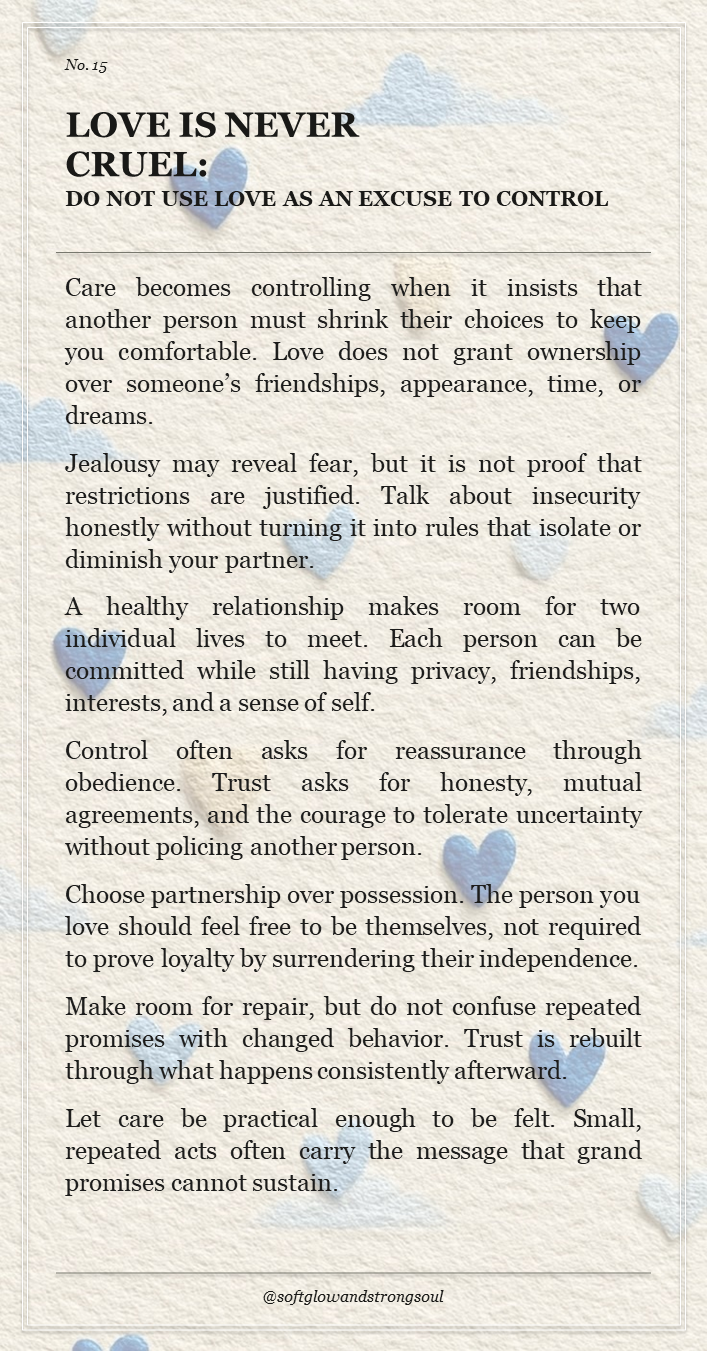 No. 15
LOVE IS NEVER
CRUEL:
DO NOT USE LOVE AS AN EXCUSE TO CONTROL
Care becomes controlling when it insists that
another person must shrink their choices to keep
you comfortable. Love does not grant ownership
over someone’s friendships, appearance, time, or
dreams.
Jealousy may reveal fear, but it is not proof that
restrictions are justified. Talk about insecurity
honestly without turning it into rules that isolate or
diminish your partner.
A healthy relationship makes room for two
individual lives to meet. Each person can be
committed while still having privacy, friendships,
interests, and a sense of self.
Control often asks for reassurance through
obedience. Trust asks for honesty, mutual
agreements, and the courage to tolerate uncertainty
without policing another person.
Choose partnership over possession. The person you
love should feel free to be themselves, not required
to prove loyalty by surrendering their independence.
Make room for repair, but do not confuse repeated
promises with changed behavior. Trust is rebuilt
through what happens consistently afterward.
Let care be practical enough to be felt. Small,
repeated acts often carry the message that grand
promises cannot sustain.
@softglowandstrongsoul